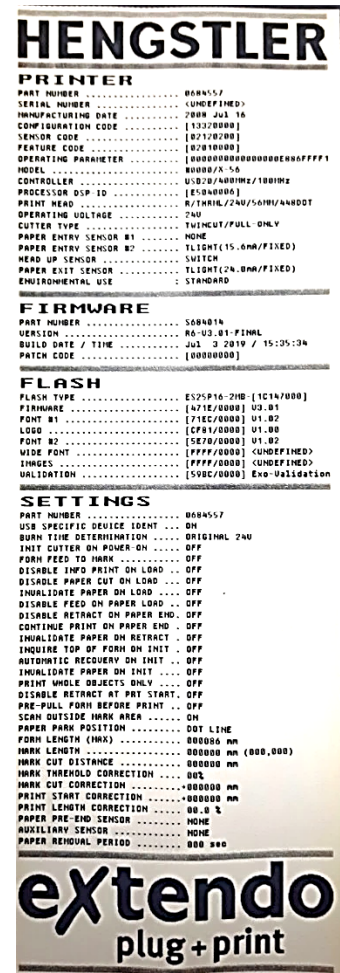 HENGSTLER
PRINTER
PART NUMBER ................ 0684557
SERIAL NUMBER .............. <UNDEFINED>
MANUFACTURING DATE ......... 2008 Jul 16
CONFIGURATION CODE ......... [13320000]
SENSOR CODE ................ [02120200]
FEATURE CODE ............... [02010000]
OPERATING PARAMETER ........
MODEL ...................... X-56
CONTROLLER ................. USB20/400MHz/100MHz
PROCESSOR DSP ID ........... [E5040006]
PRINT HEAD ................. R/THRML/24V/56MM/448DOT
OPERATING VOLTAGE .......... 24V
CUTTER TYPE ................ TWINCUT/FULL-ONLY
PAPER ENTRY SENSOR #1 ...... NONE
PAPER ENTRY SENSOR #2 ...... TLIGHT(15.6mA/FIXED)
HEAD UP SENSOR ............. SWITCH
PAPER EXIT SENSOR .......... TLIGHT(24.0mA/FIXED)
ENVIRONMENTAL USE : STANDARD
FIRMWARE
PART NUMBER ................ S684014
VERSION .................... R6-V3.01-FINAL
BUILD DATE / TIME .......... Jul 3 2019 / 15:35:34
PATCH CODE ................. [00000000]
FLASH
FLASH TYPE ................. ES25P16-2MB-[1C147000]
FIRMWARE ................... [471E/0000] V3.01
FONT #1 .................... [71EC/0000] V1.02
LOGO ....................... [CF81/0000] V1.00
FONT #2 .................... [5E70/0000] V1.02
WIDE FONT .................. [FFFF/0000] <UNDEFINED>
IMAGES ..................... [FFFF/0000] <UNDEFINED>
VALIDATION ................. [598C/0000] Exo-Validation
SETTINGS
PART NUMBER ................ 0684557
USB SPECIFIC DEVICE IDENT ... ON
BURN TIME DETERMINATION ..... ORIGINAL 24V
INIT CUTTER ON POWER-ON ..... OFF
FORM FEED TO MARK ........... OFF
DISABLE INFO PRINT ON LOAD .. OFF
DISABLE PAPER CUT ON LOAD ... OFF
INVALIDATE PAPER ON LOAD .... OFF
DISABLE FEED ON PAPER LOAD .. OFF
DISABLE RETRACT ON PAPER END. OFF
CONTINUE PRINT ON PAPER END . OFF
INVALIDATE PAPER ON RETRACT . OFF
INQUIRE TOP OF FORM ON INIT . OFF
AUTOMATIC RECOVERY ON INIT .. OFF
INVALIDATE PAPER ON INIT .... OFF
PRINT WHOLE OBJECTS ONLY .... OFF
DISABLE RETRACT AT PRT START. OFF
PRE-PULL FORM BEFORE PRINT .. OFF
SCAN OUTSIDE MARK AREA ...... ON
PAPER PARK POSITION ......... DOT LINE
FORM LENGTH (MAX) ........... 000086 mm
MARK LENGTH ................. 000000 mm (000,000)
MARK CUT DISTANCE ........... 000000 mm
MARK THRESHOLD CORRECTION .... 00%
MARK CUT CORRECTION .........+000000 mm
PRINT START CORRECTION ......+000000 mm
PRINT LENGTH CORRECTION ..... 00.0 %
PAPER PRE-END SENSOR ........ NONE
AUXILIARY SENSOR ............ NONE
PAPER REMOVAL PERIOD ........ 000 sec
eXtendo
plug+print